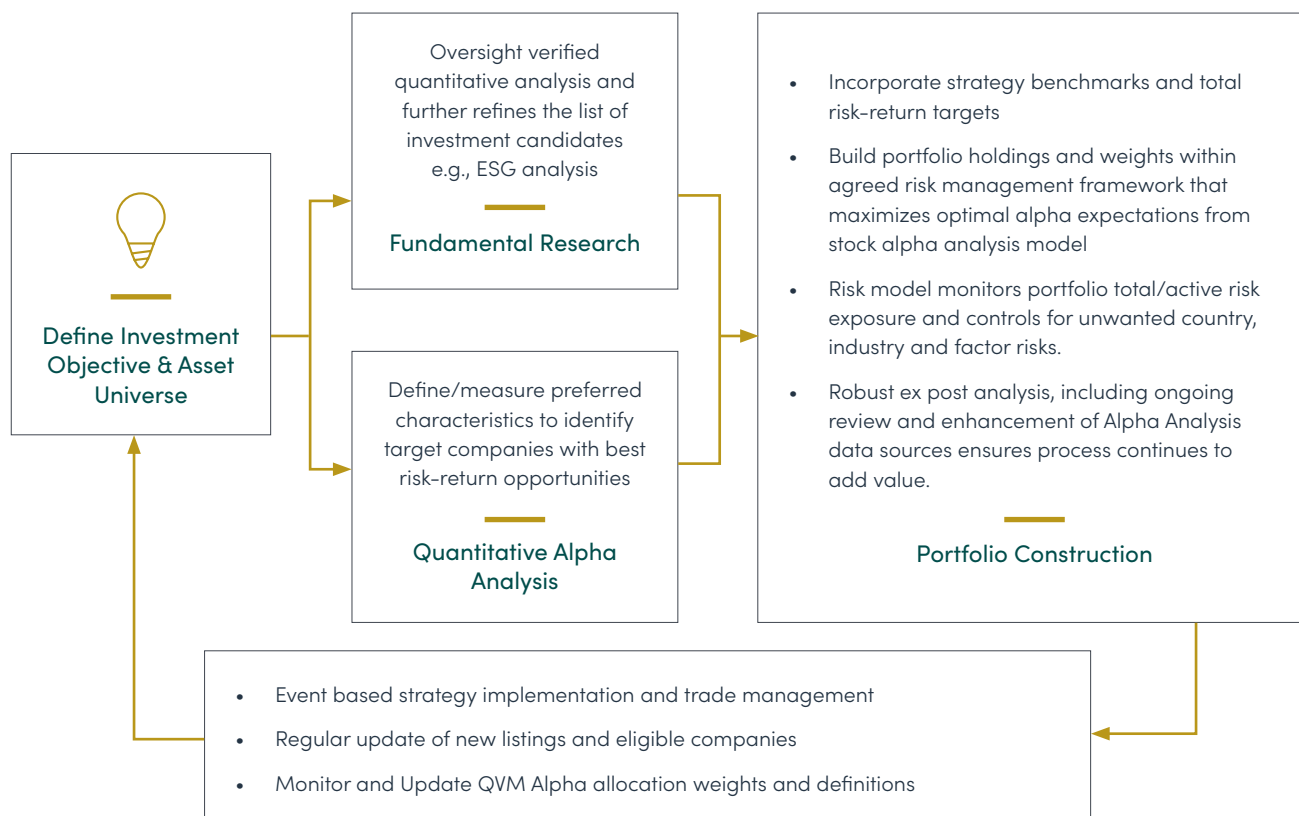 Define Investment
Objective & Asset
Universe
Oversight verified
quantitative analysis and
further refines the list of
investment candidates
e.g., ESG analysis
Fundamental Research
Define/measure preferred
characteristics to identify
target companies with best
risk-return opportunities
Quantitative Alpha
Analysis
• Incorporate strategy benchmarks and total
risk-return targets
• Build portfolio holdings and weights within
agreed risk management framework that
maximizes optimal alpha expectations from
stock alpha analysis model
• Risk model monitors portfolio total/active risk
exposure and controls for unwanted country,
industry and factor risks.
• Robust ex post analysis, including ongoing
review and enhancement of Alpha Analysis
data sources ensures process continues to
add value.
Portfolio Construction
• Event based strategy implementation and trade management
• Regular update of new listings and eligible companies
• Monitor and Update QVM Alpha allocation weights and definitions